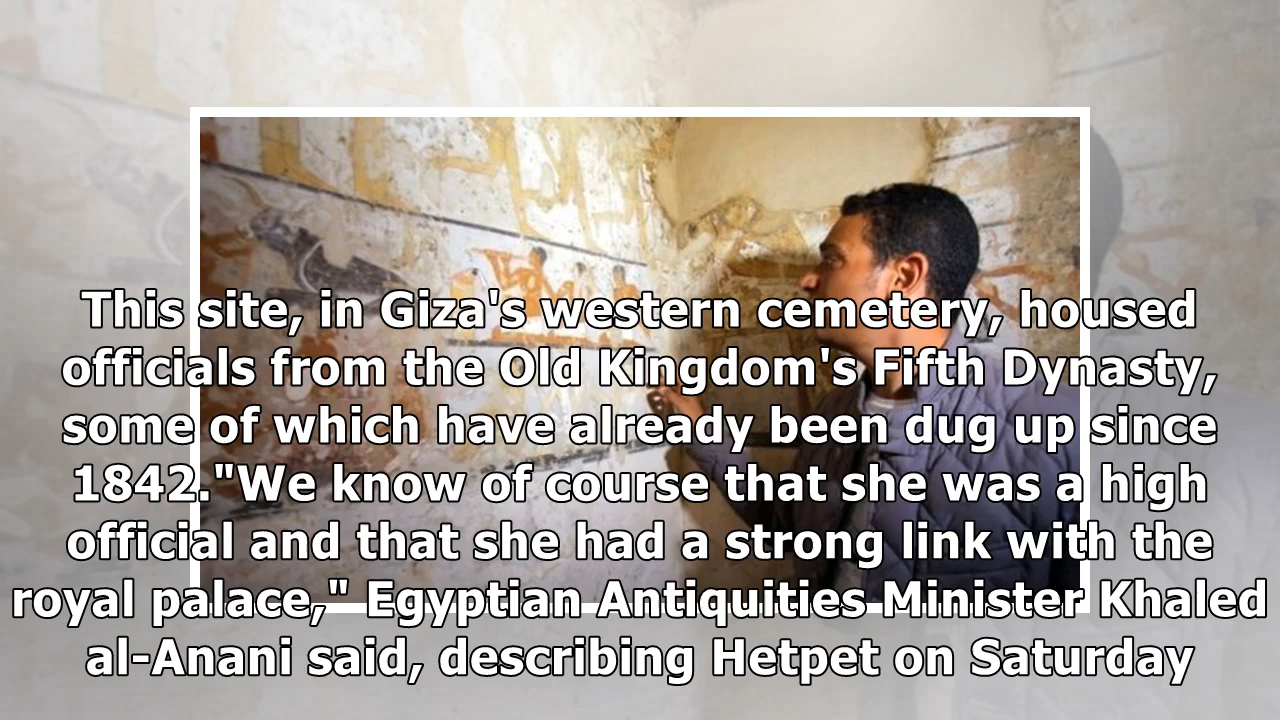 This site, in Giza's western cemetery, housed
officials from the Old Kingdom's Fifth Dynasty,
some of which have already been dug up since
1842."We know of course that she was a high
official and that she had a strong link with the
royal palace," Egyptian Antiquities Minister Khaled
al-Anani said, describing Hetpet on Saturday